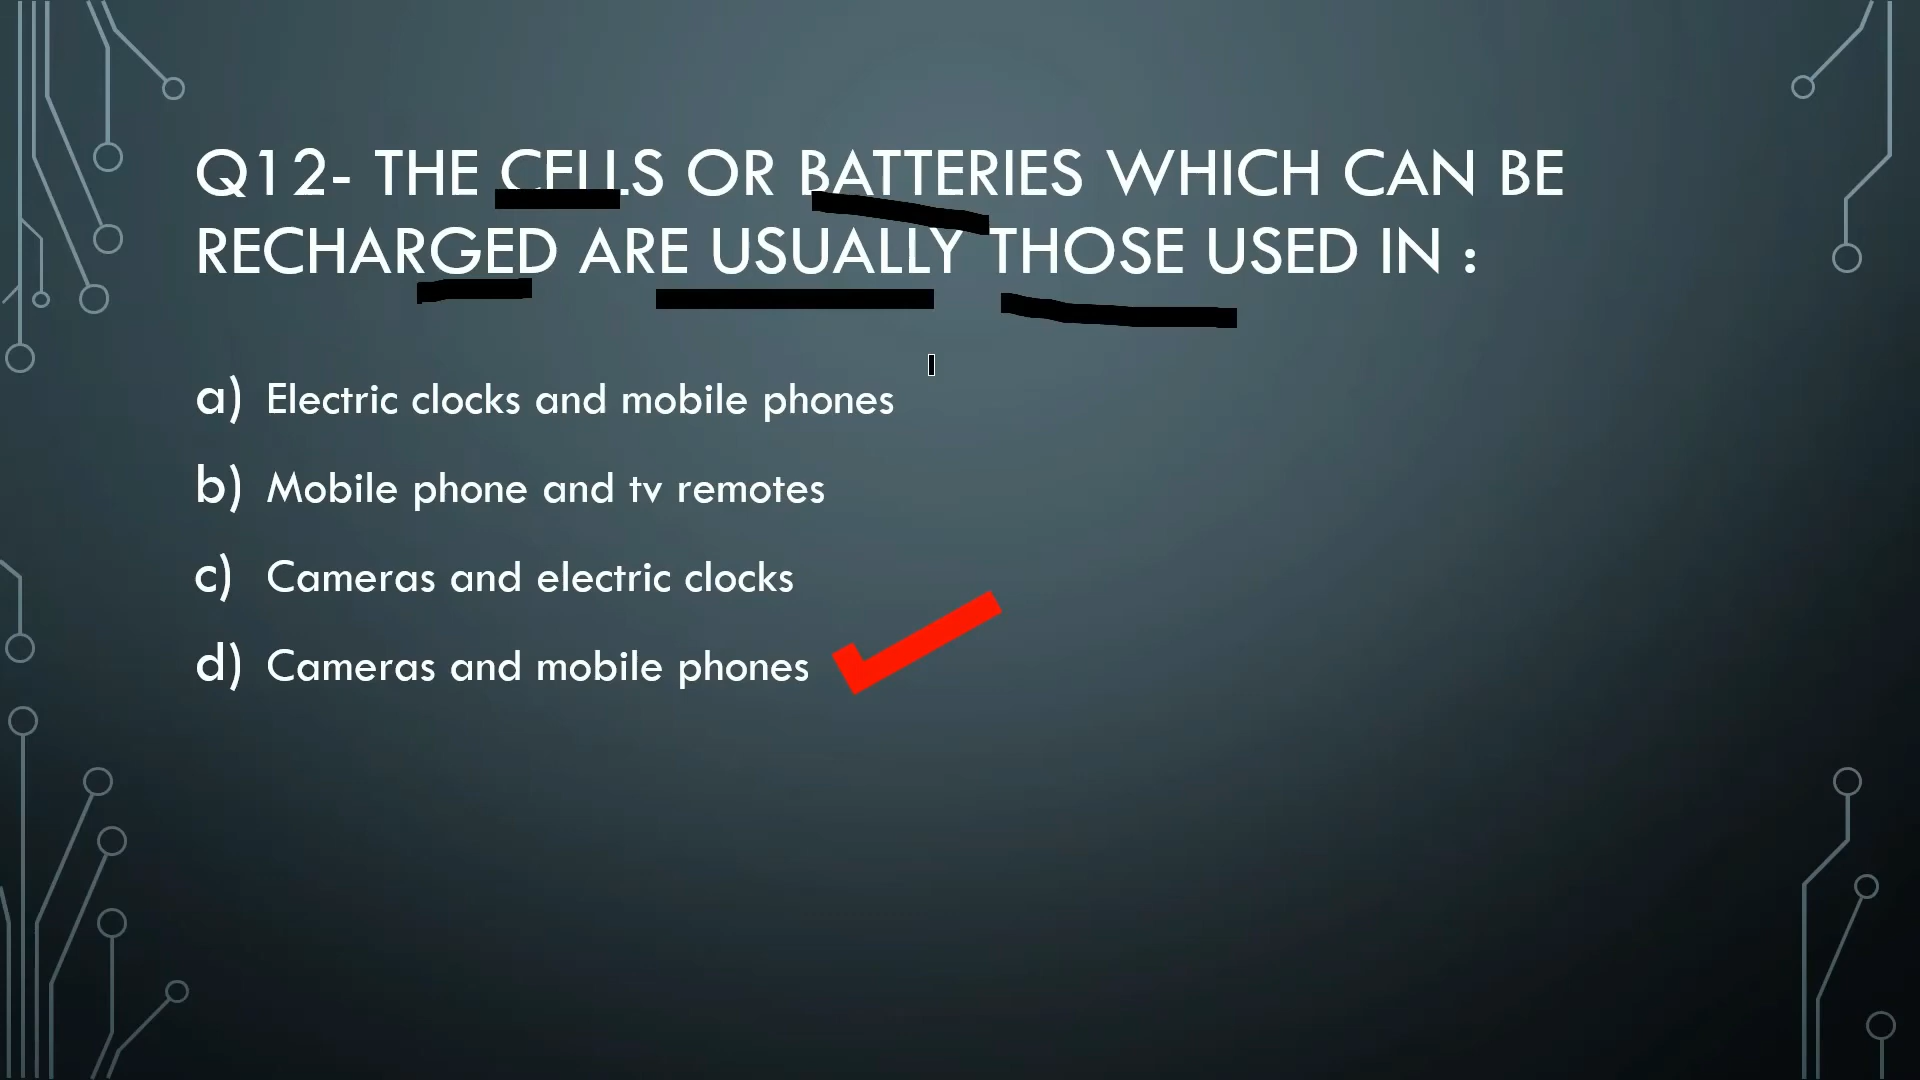 Q12- THE CELLS OR BATTERIES WHICH CAN BE
RECHARGED ARE USUALLY THOSE USED IN :
a) Electric clocks and mobile phones
b) Mobile phone and tv remotes
c) Cameras and electric clocks
d) Cameras and mobile phones